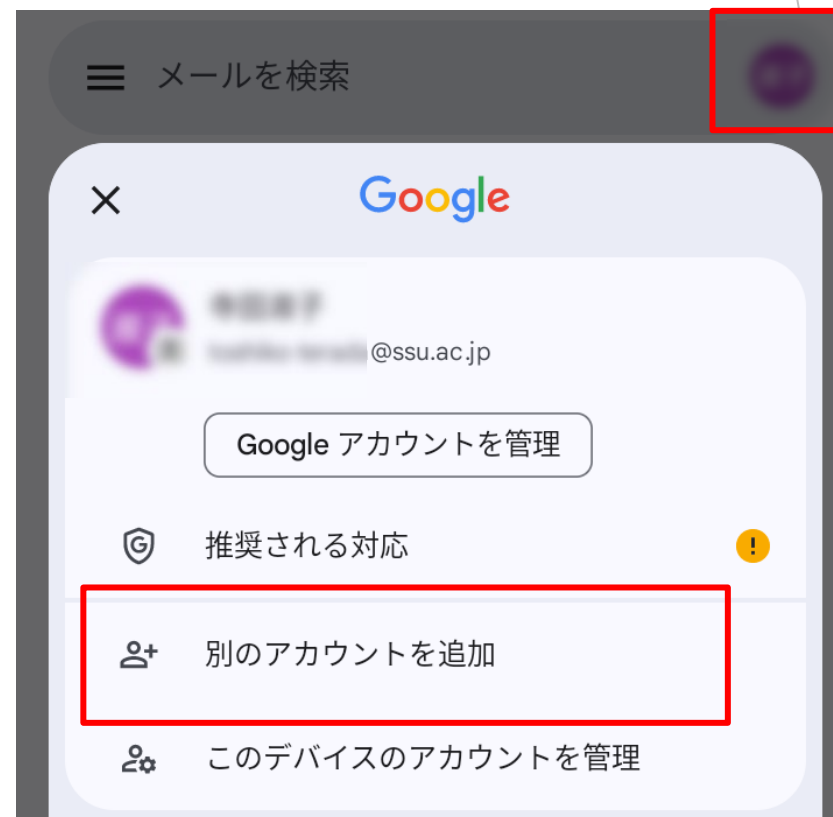 メールを検索
Google
@ssu.ac.jp
Google アカウントを管理
推奨される対応
別のアカウントを追加
このデバイスのアカウントを管理